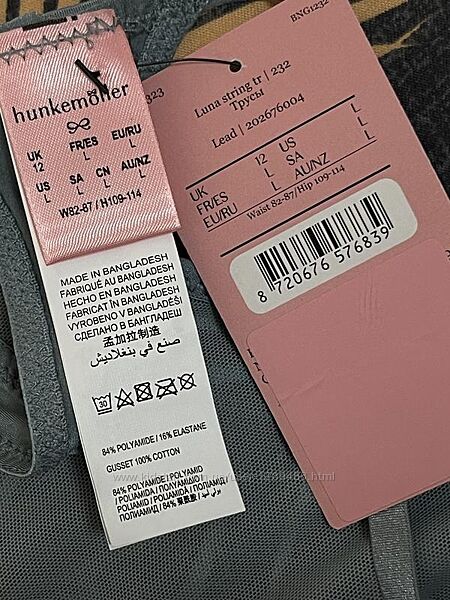 hunkemöller
UK FR/ES EU/RU
12 L L
US SA CN AU/NZ
L L L L
W82-87 / H109-114
MADE IN BANGLADESH
FABRIQUÉ AU BANGLADESH
HECHO EN BANGLADESH
FABRICAT ÎN BANGLADESH
VYROBENO V BANGLADÉŠI
СДЕЛАНО В БАНГЛАДЕШ
孟加拉制造
صنع في بنغلاديش
30
84% POLYAMIDE / 16% ELASTANE
GUSSET 100% COTTON
84% POLYAMIDE / POLYAMID
323
BNG1232
Luna string tr | 232
Трусы
Lead | 202676004
UK 12 US L
FR/ES L SA L
EU/RU L AU/NZ L
Waist 82-87/Hip 109-114
8 720676 576839